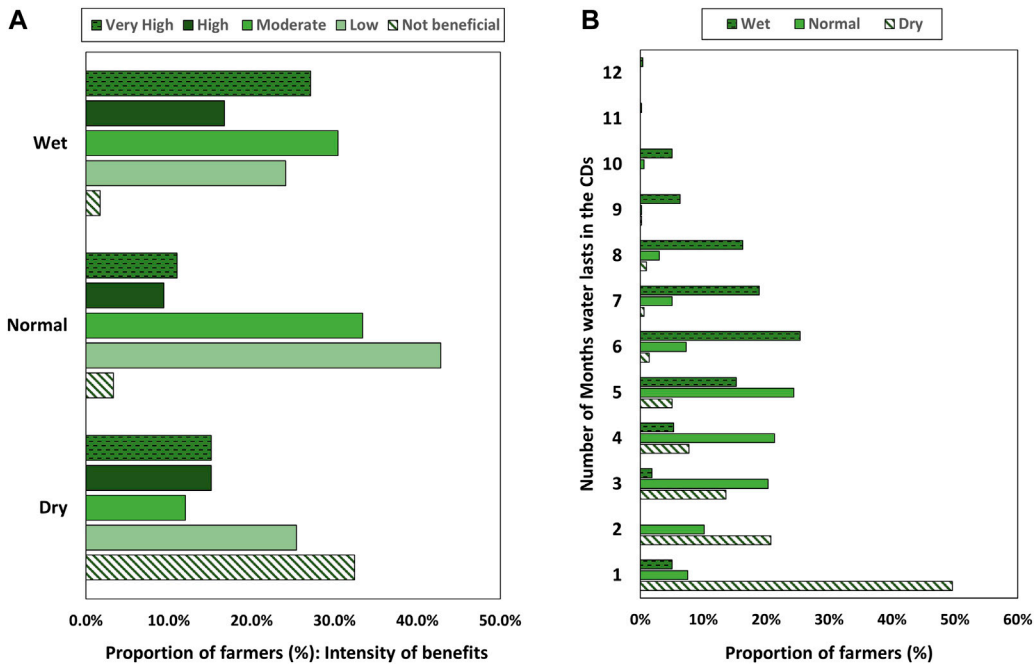 A
Very High High Moderate Low Not beneficial
Wet
Normal
Dry
0.0% 10.0% 20.0% 30.0% 40.0% 50.0%
Proportion of farmers (%): Intensity of benefits
B
Wet Normal Dry
Number of Months water lasts in the CDs
12
11
10
9
8
7
6
5
4
3
2
1
0% 10% 20% 30% 40% 50% 60%
Proportion of farmers (%)